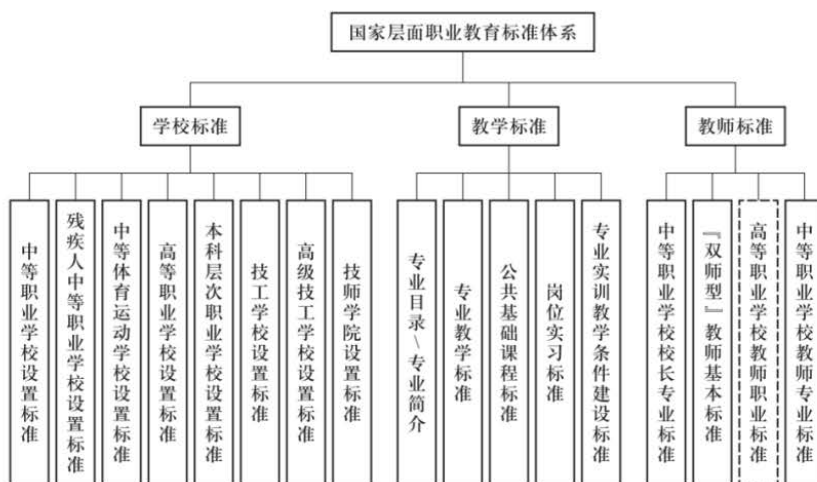 国家层面职业教育标准体系
学校标准
教学标准
教师标准
中等职业学校设置标准
残疾人中等职业学校设置标准
中等体育运动学校设置标准
高等职业学校设置标准
本科层次职业学校设置标准
技工学校设置标准
高级技工学校设置标准
技师学院设置标准
专业目录\专业简介
专业教学标准
公共基础课程标准
岗位实习标准
专业实训教学条件建设标准
中等职业学校校长专业标准
『双师型』教师基本标准
高等职业学校教师职业标准
中等职业学校教师专业标准